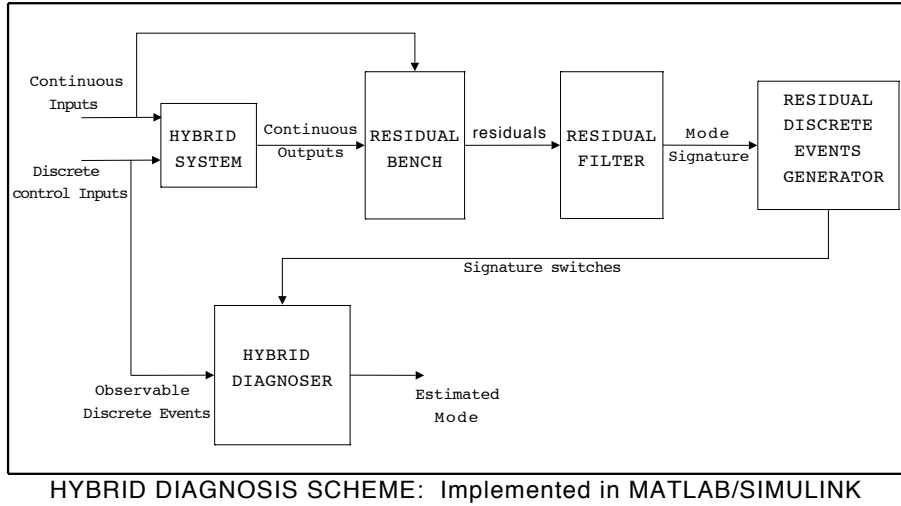 Continuous
Inputs
Discrete
control Inputs
HYBRID
SYSTEM
Continuous
Outputs
RESIDUAL
BENCH
residuals
RESIDUAL
FILTER
Mode
Signature
RESIDUAL
DISCRETE
EVENTS
GENERATOR
Signature switches
HYBRID
DIAGNOSER
Observable
Discrete Events
Estimated
Mode
HYBRID DIAGNOSIS SCHEME: Implemented in MATLAB/SIMULINK